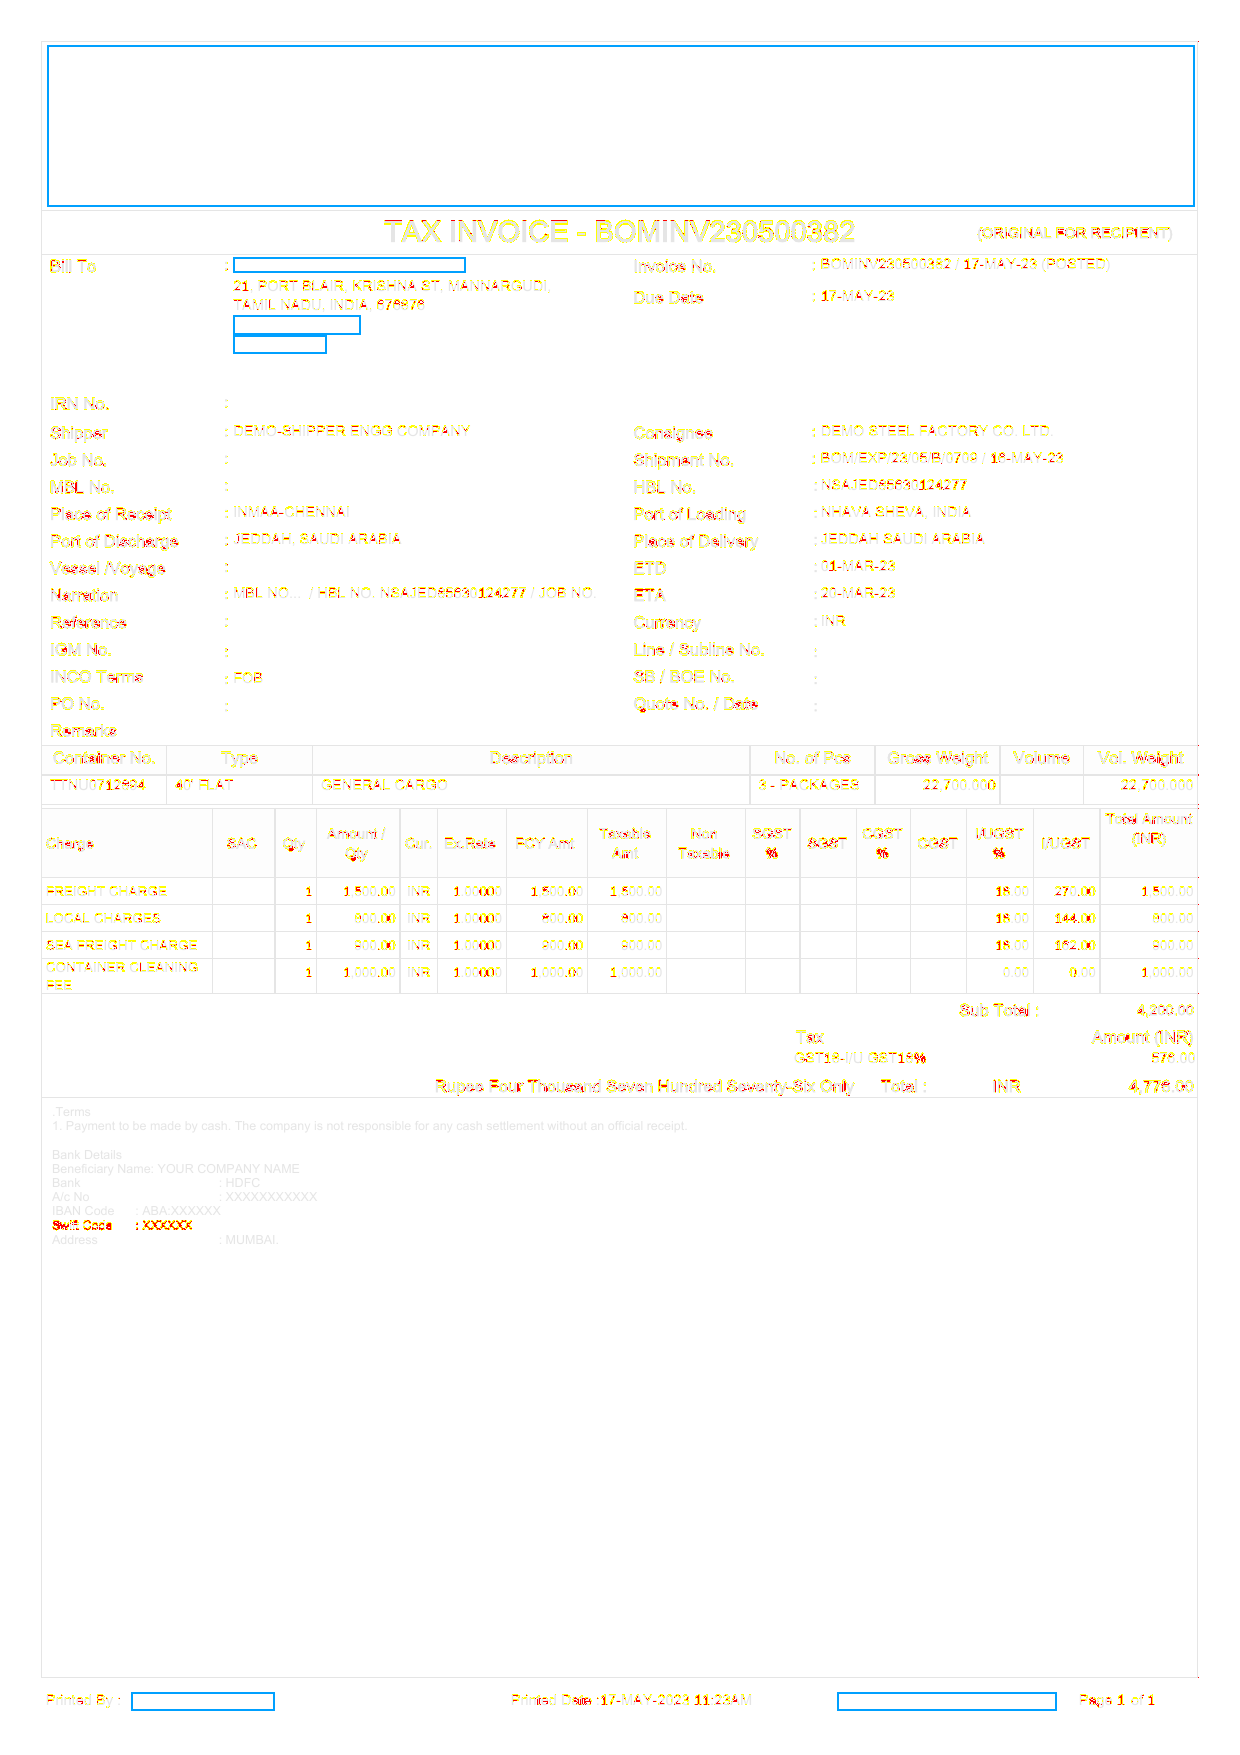 TAX INVOICE - BOMINV230500382 (ORIGINAL FOR RECIPIENT)
Bill To : Invoice No. : BOMINV230500382 / 17-MAY-23 (POSTED)
21, PORT BLAIR, KRISHNA ST, MANNARGUDI,
Due Date : 17-MAY-23
TAMIL NADU, INDIA, 676876
IRN No. :
Shipper : DEMO-SHIPPER ENGG COMPANY Consignee : DEMO STEEL FACTORY CO. LTD.
Job No. : Shipment No. : BOM/EXP/23/05/B/0709 / 16-MAY-23
MBL No. : HBL No. : NSAJED65630124277
Place of Receipt : INMAA-CHENNAI Port of Loading : NHAVA SHEVA, INDIA
Port of Discharge : JEDDAH, SAUDI ARABIA Place of Delivery : JEDDAH SAUDI ARABIA
Vessel /Voyage : ETD : 01-MAR-23
Narration : MBL NO... / HBL NO. NSAJED65630124277 / JOB NO. ETA : 20-MAR-23
Reference : Currency : INR
IGM No. : Line / Subline No. :
INCO Terms : FOB SB / BOE No. :
PO No. : Quote No. / Date :
Remarks
Container No. Type Description No. of Pcs Gross Weight Volume Vol. Weight
TTNU0712694 40' FLAT GENERAL CARGO 3 - PACKAGES 22,700.000 22,700.000
Charge SAC Qty Amount / Qty Curr. Ex.Rate FCY Amt Taxable Amt Non Taxable SGST % SGST CGST % CGST I/UGST % I/UGST Total Amount (INR)
FREIGHT CHARGE 1 1,500.00 INR 1.00000 1,500.00 1,500.00 18.00 270.00 1,500.00
LOCAL CHARGES 1 800.00 INR 1.00000 800.00 800.00 18.00 144.00 800.00
SEA FREIGHT CHARGE 1 900.00 INR 1.00000 900.00 900.00 18.00 162.00 900.00
CONTAINER CLEANING FEE 1 1,000.00 INR 1.00000 1,000.00 1,000.00 0.00 0.00 1,000.00
Sub Total : 4,200.00
Tax Amount (INR)
GST18-I/U GST18% 576.00
Rupee Four Thousand Seven Hundred Seventy-Six Only Total : INR 4,776.00
.Terms
1. Payment to be made by cash. The company is not responsible for any cash settlement without an official receipt.
Bank Details
Beneficiary Name: YOUR COMPANY NAME
Bank : HDFC
A/c No : XXXXXXXXXXX
IBAN Code : ABA:XXXXXX
Swift Code : XXXXXX
Address : MUMBAI.
Printed By : Printed Date :17-MAY-2023 11:23AM Page 1 of 1